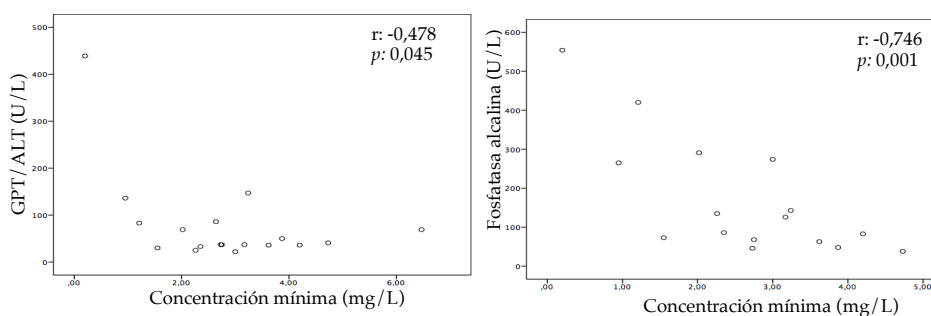 r: -0,478
p: 0,045
GPT/ALT (U/L)
500
400
300
200
100
0
,00
2,00
4,00
6,00
Concentración mínima (mg/L)
r: -0,746
p: 0,001
Fosfatasa alcalina (U/L)
600
500
400
300
200
100
0
,00
1,00
2,00
3,00
4,00
5,00
Concentración mínima (mg/L)